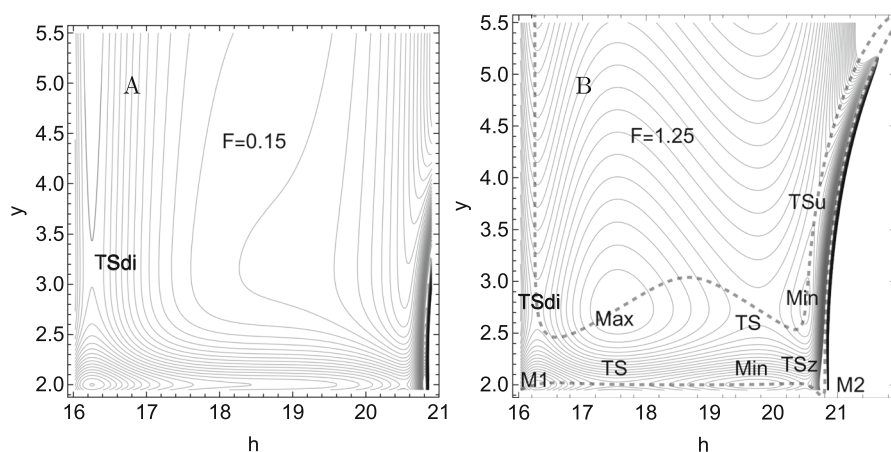 A
F=0.15
TSdi
5.5
5.0
4.5
4.0
3.5
3.0
2.5
2.0
y
16 17 18 19 20 21
h
B
F=1.25
TSu
TSdi
Max
TS
Min
M1
TS
Min
TSz
M2
5.5
5.0
4.5
4.0
3.5
3.0
2.5
2.0
y
16 17 18 19 20 21
h